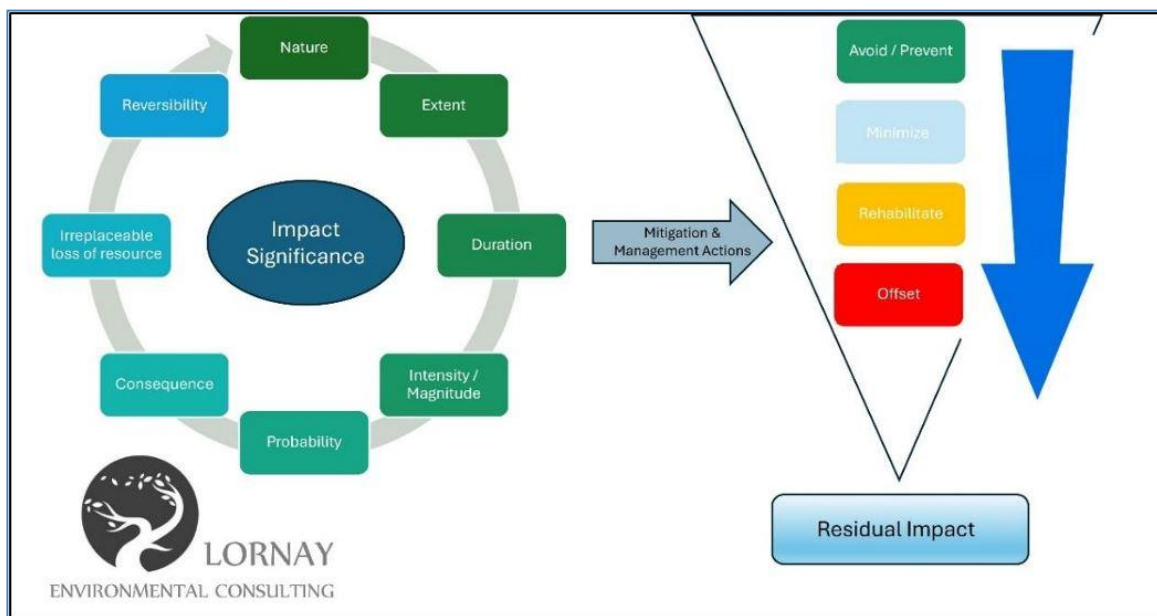 Nature
Extent
Duration
Intensity /
Magnitude
Probability
Consequence
Irreplaceable
loss of resource
Reversibility
Impact
Significance
Mitigation &
Management Actions
Avoid / Prevent
Minimize
Rehabilitate
Offset
Residual Impact
LORNAY
ENVIRONMENTAL CONSULTING